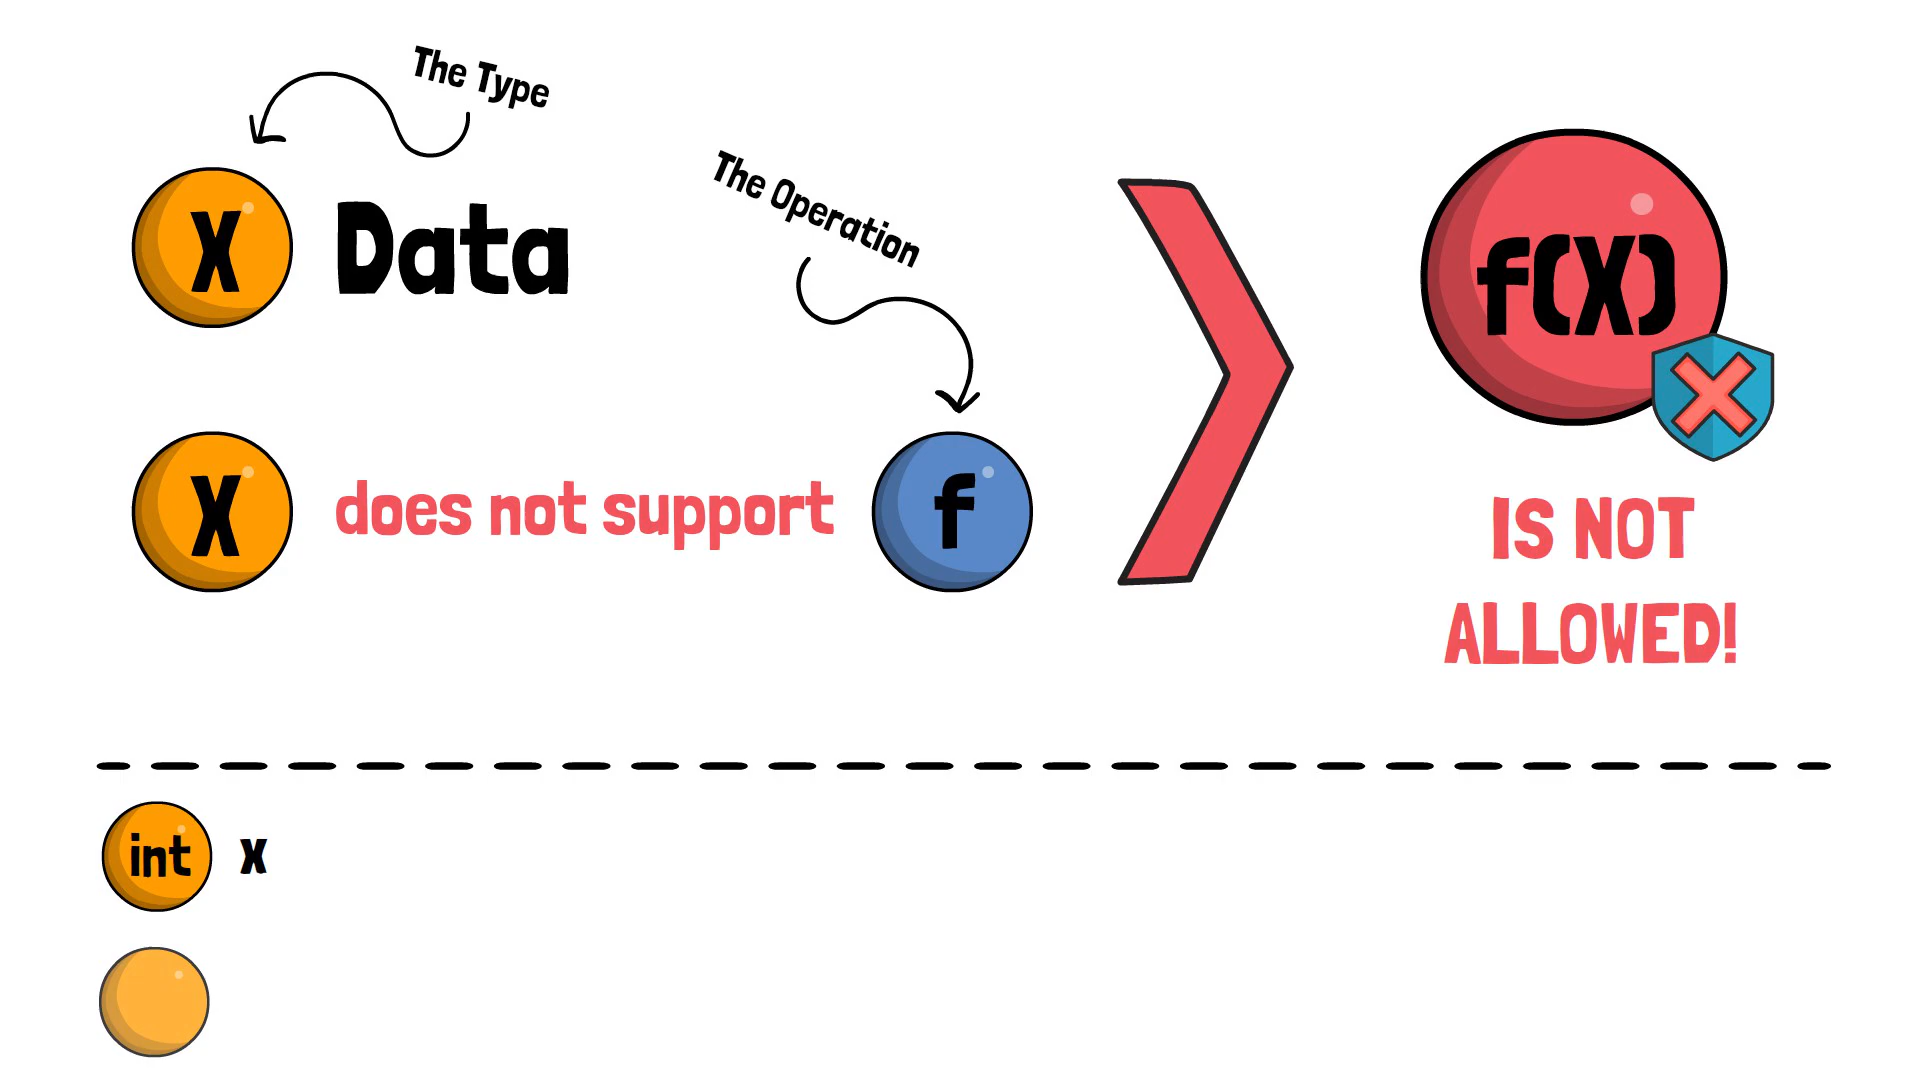 The Type
X Data
The Operation
X does not support f
f(X)
IS NOT
ALLOWED!
int x